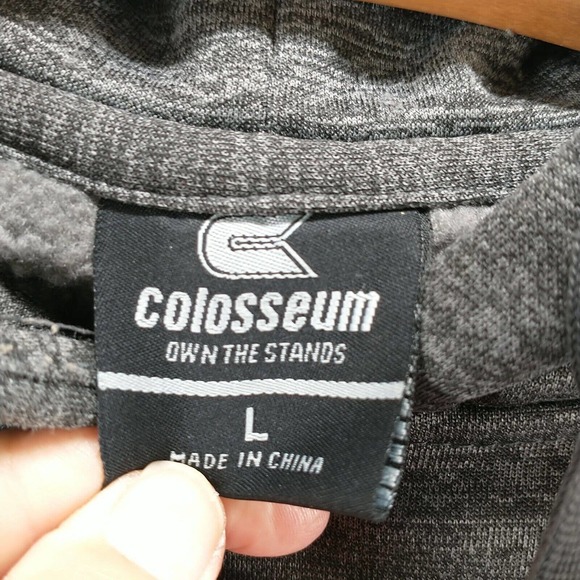 Colosseum
OWN THE STANDS
L
MADE IN CHINA